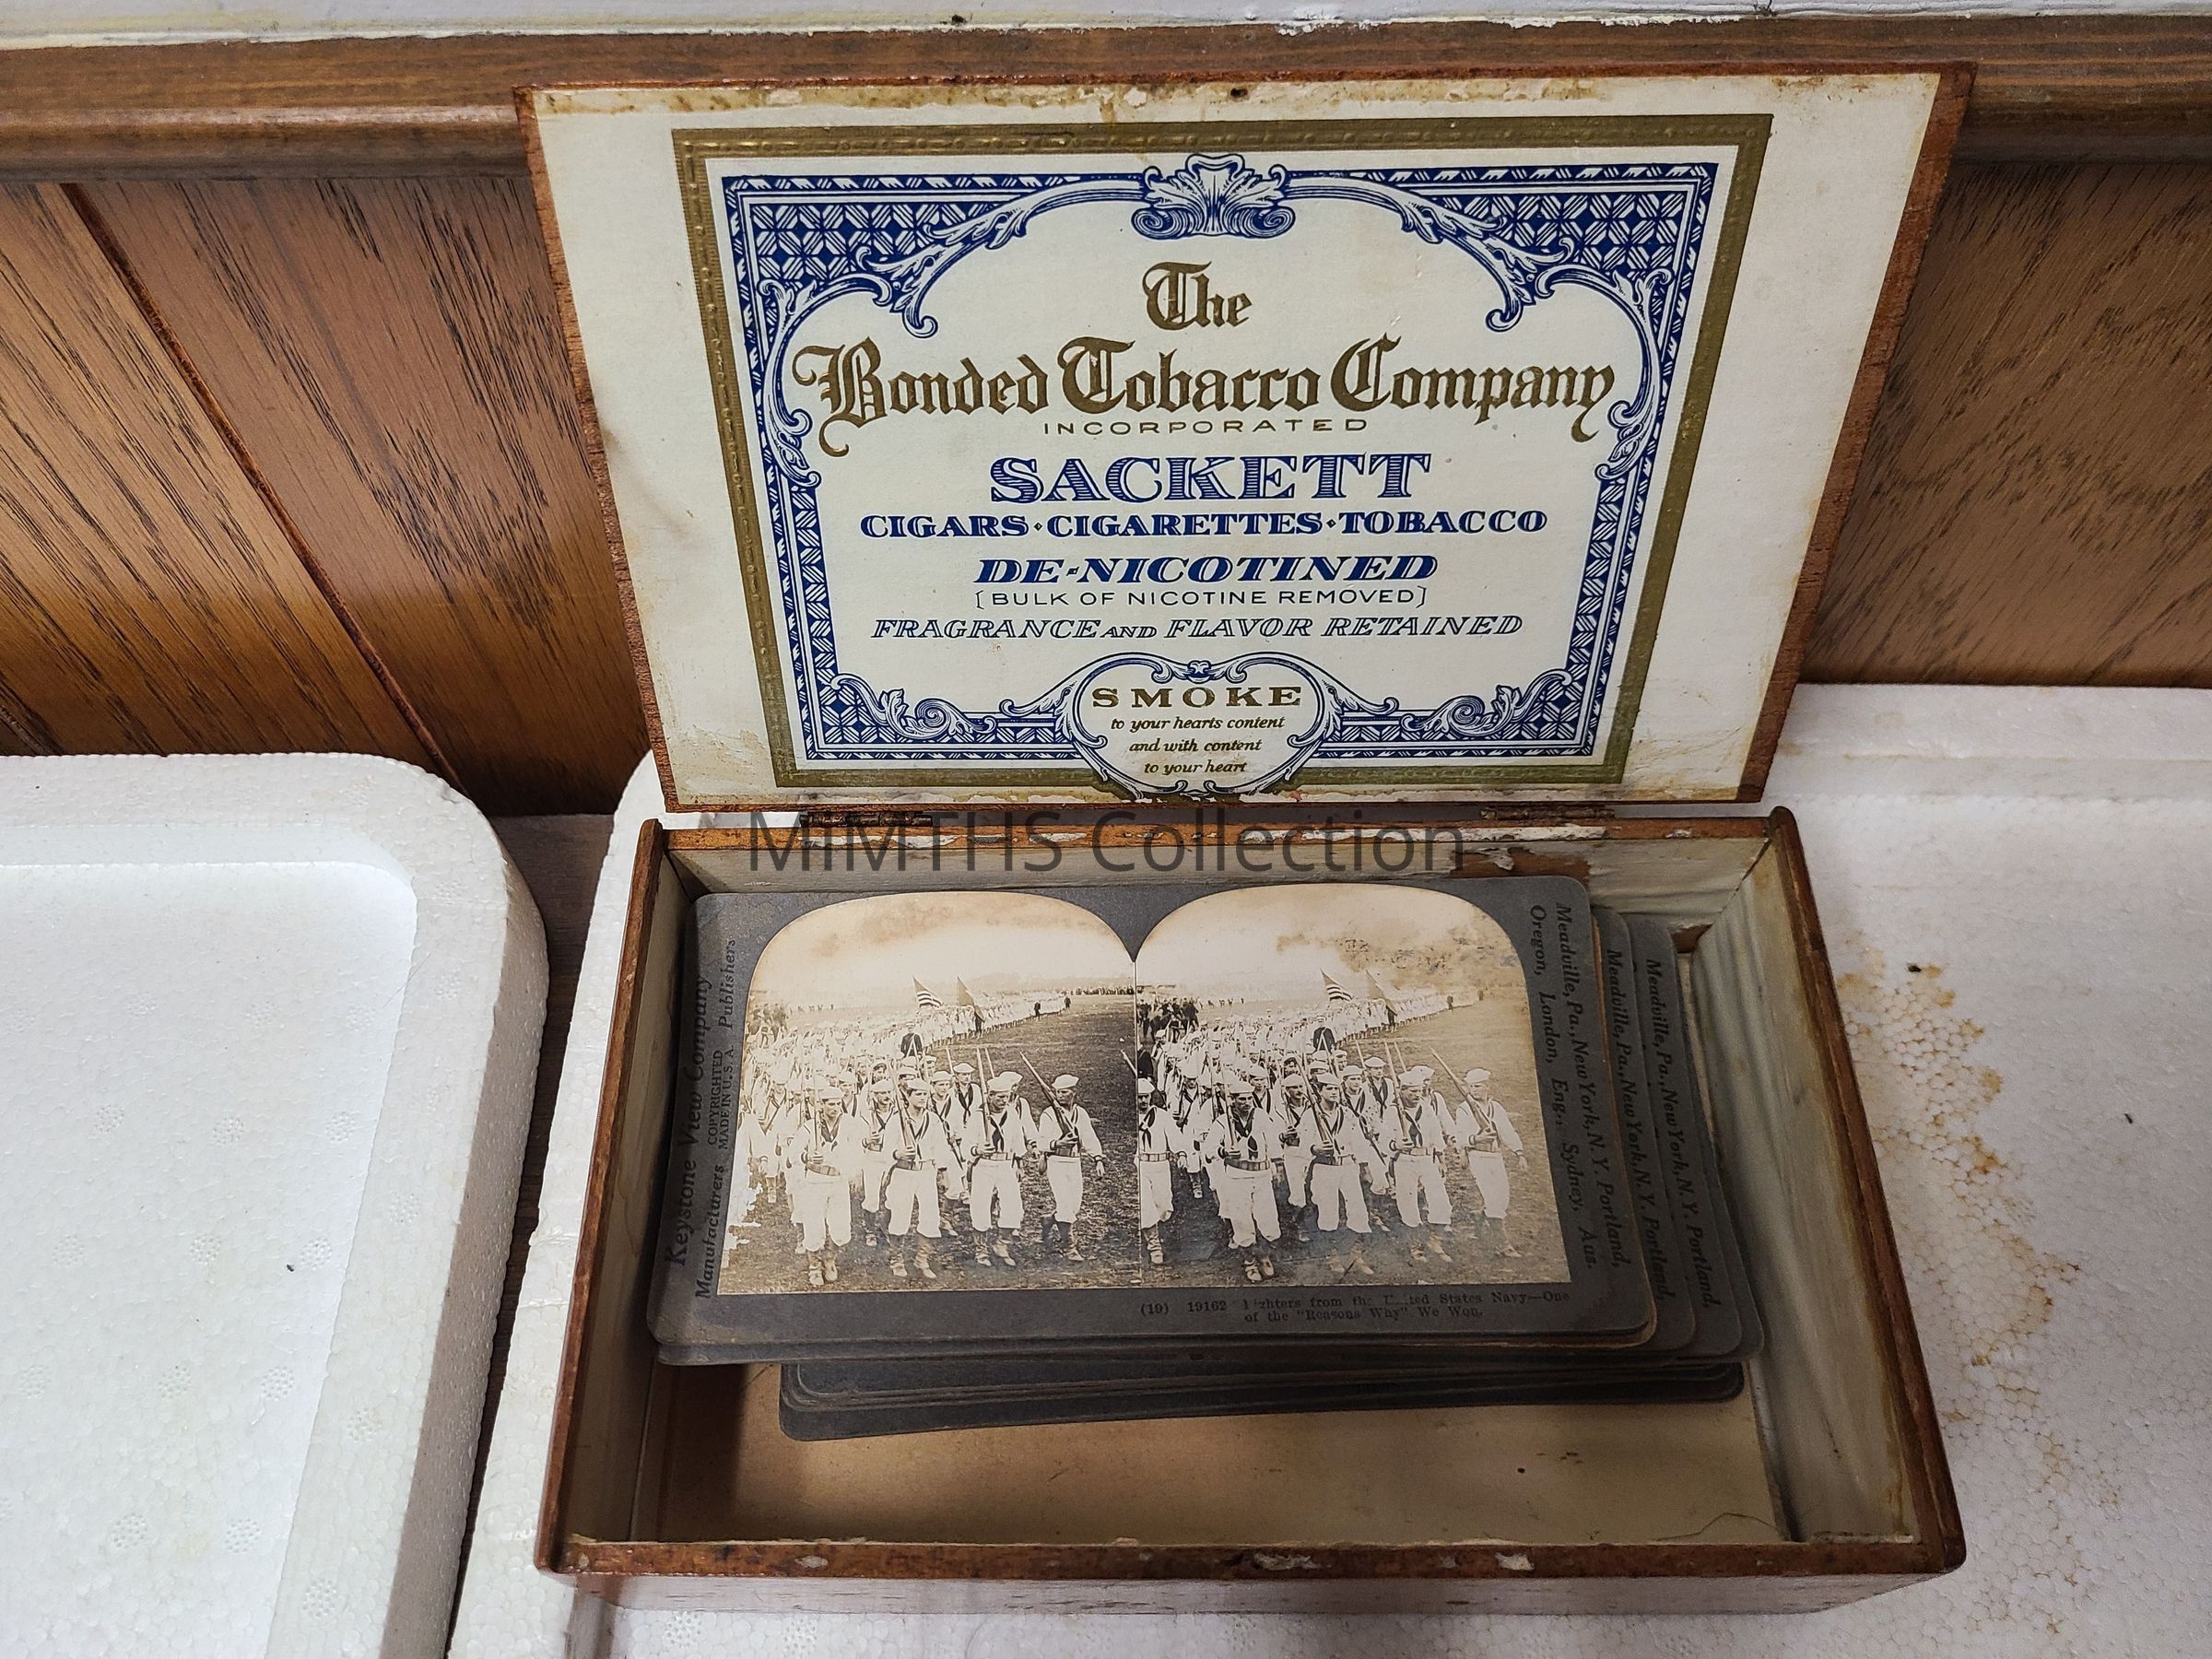 The
Bonded Tobacco Company
INCORPORATED
SACKETT
CIGARS·CIGARETTES·TOBACCO
DE-NICOTINED
[BULK OF NICOTINE REMOVED]
FRAGRANCE AND FLAVOR RETAINED
SMOKE
to your hearts content
and with content
to your heart
MiMTHS Collection
Keystone View Company
COPYRIGHTED
MADE IN U.S.A.
Manufacturers Publishers
Meadville, Pa., New York, N.Y. Portland,
Oregon, London, Eng., Sydney, Aus.
Meadville, Pa., New York, N.Y. Portland,
Meadville, Pa., New York, N.Y. Portland,
(19) 19162 from the States Navy—One
of the "Reasons Why" We Won.